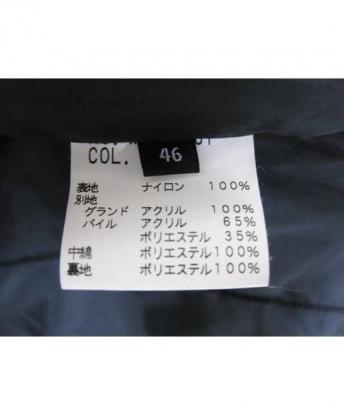 COL.
46
表地 ナイロン 100%
別地
グランド アクリル 100%
パイル アクリル 65%
ポリエステル 35%
中綿 ポリエステル100%
裏地 ポリエステル100%